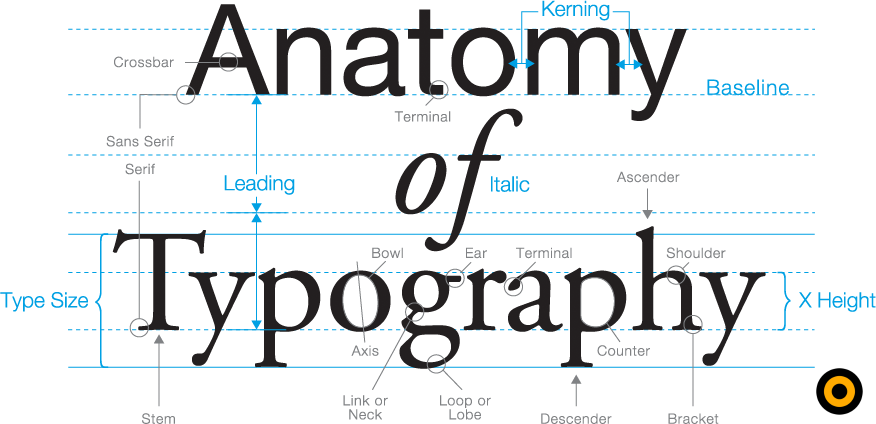 Kerning
Anatomy
Crossbar
Baseline
Terminal
Sans Serif
of
Serif
Leading
Italic
Ascender
Typography
Bowl
Ear
Terminal
Shoulder
Type Size
X Height
Axis
Counter
Link or
Neck
Loop or
Lobe
Stem
Descender
Bracket